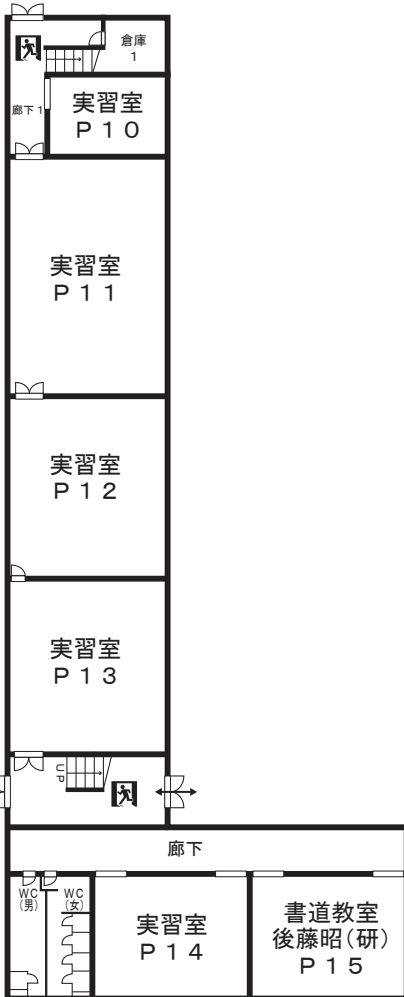 倉庫
1
廊下 1
実習室
Ｐ１０
実習室
Ｐ１１
実習室
Ｐ１２
実習室
Ｐ１３
UP
廊下
WC
(男)
WC
(女)
実習室
Ｐ１４
書道教室
後藤昭(研)
Ｐ１５